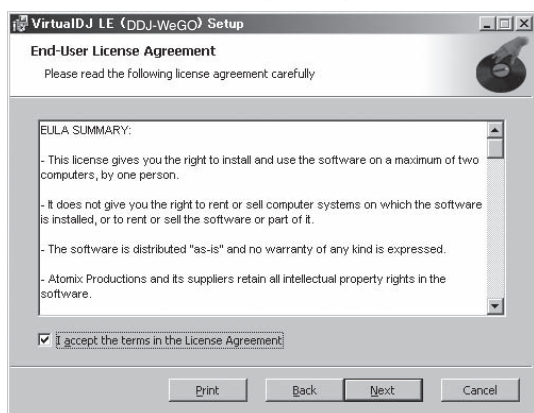 VirtualDJ LE (DDJ-WeGO) Setup
End-User License Agreement
Please read the following license agreement carefully
EULA SUMMARY:
- This license gives you the right to install and use the software on a maximum of two
computers, by one person.
- It does not give you the right to rent or sell computer systems on which the software
is installed, or to rent or sell the software or part of it.
- The software is distributed "as-is" and no warranty of any kind is expressed.
- Atomix Productions and its suppliers retain all intellectual property rights in the
software.
I accept the terms in the License Agreement
Print Back Next Cancel